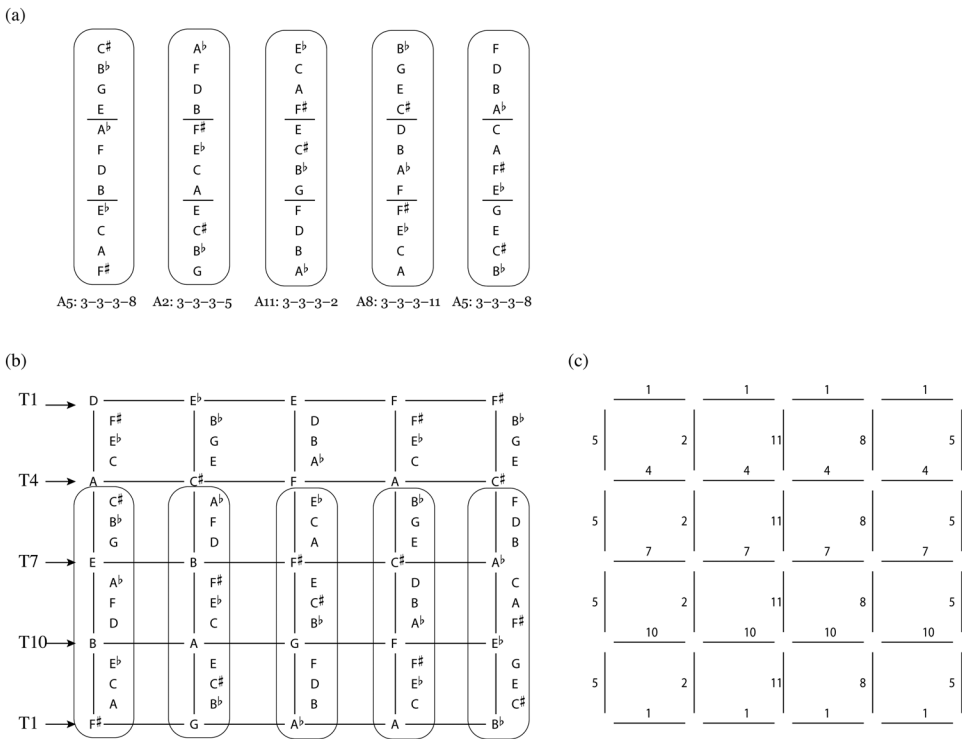 (a)
C♯ A♭ E♭ B♭ F
B♭ F C G D
G D A E B
E B F♯ C♯ A♭
A♭ F♯ E D C
F E♭ C♯ B A
D C B♭ A♭ F♯
B A G F E♭
E♭ E F F♯ G
C C♯ D E♭ E
A B♭ B C C♯
F♯ G A♭ A B♭
A5: 3–3–3–8 A2: 3–3–3–5 A11: 3–3–3–2 A8: 3–3–3–11 A5: 3–3–3–8
(b)
T1 D E♭ E F F♯
F♯ B♭ D F♯ B♭
E♭ G B E♭ G
C E A♭ C E
T4 A C♯ F A C♯
C♯ A♭ E♭ B♭ F
B♭ F C G D
G D A E B
T7 E B F♯ C♯ A♭
A♭ F♯ E D C
F E♭ C♯ B A
D C B♭ A♭ F♯
T10 B A G F E♭
E♭ E F F♯ G
C C♯ D E♭ E
A B♭ B C C♯
T1 F♯ G A♭ A B♭
(c)
1 1 1 1
5 2 11 8 5
4 4 4 4
5 2 11 8 5
7 7 7 7
5 2 11 8 5
10 10 10 10
5 2 11 8 5
1 1 1 1